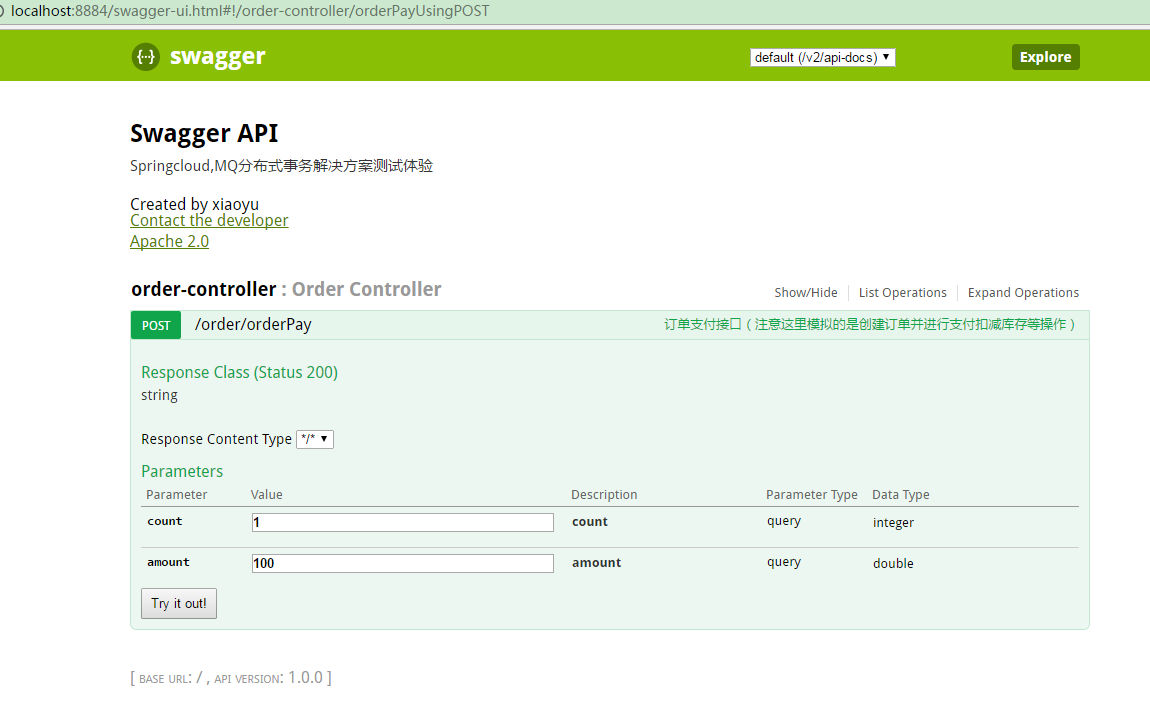 localhost:8884/swagger-ui.html#!/order-controller/orderPayUsingPOST
{··} swagger default (/v2/api-docs) ▼ Explore
Swagger API
Springcloud,MQ分布式事务解决方案测试体验
Created by xiaoyu
Contact the developer
Apache 2.0
order-controller : Order Controller Show/Hide List Operations Expand Operations
POST /order/orderPay 订单支付接口（注意这里模拟的是创建订单并进行支付扣减库存等操作）
Response Class (Status 200)
string
Response Content Type */* ▼
Parameters
Parameter Value Description Parameter Type Data Type
count 1 count query integer
amount 100 amount query double
Try it out!
[ BASE URL: / , API VERSION: 1.0.0 ]